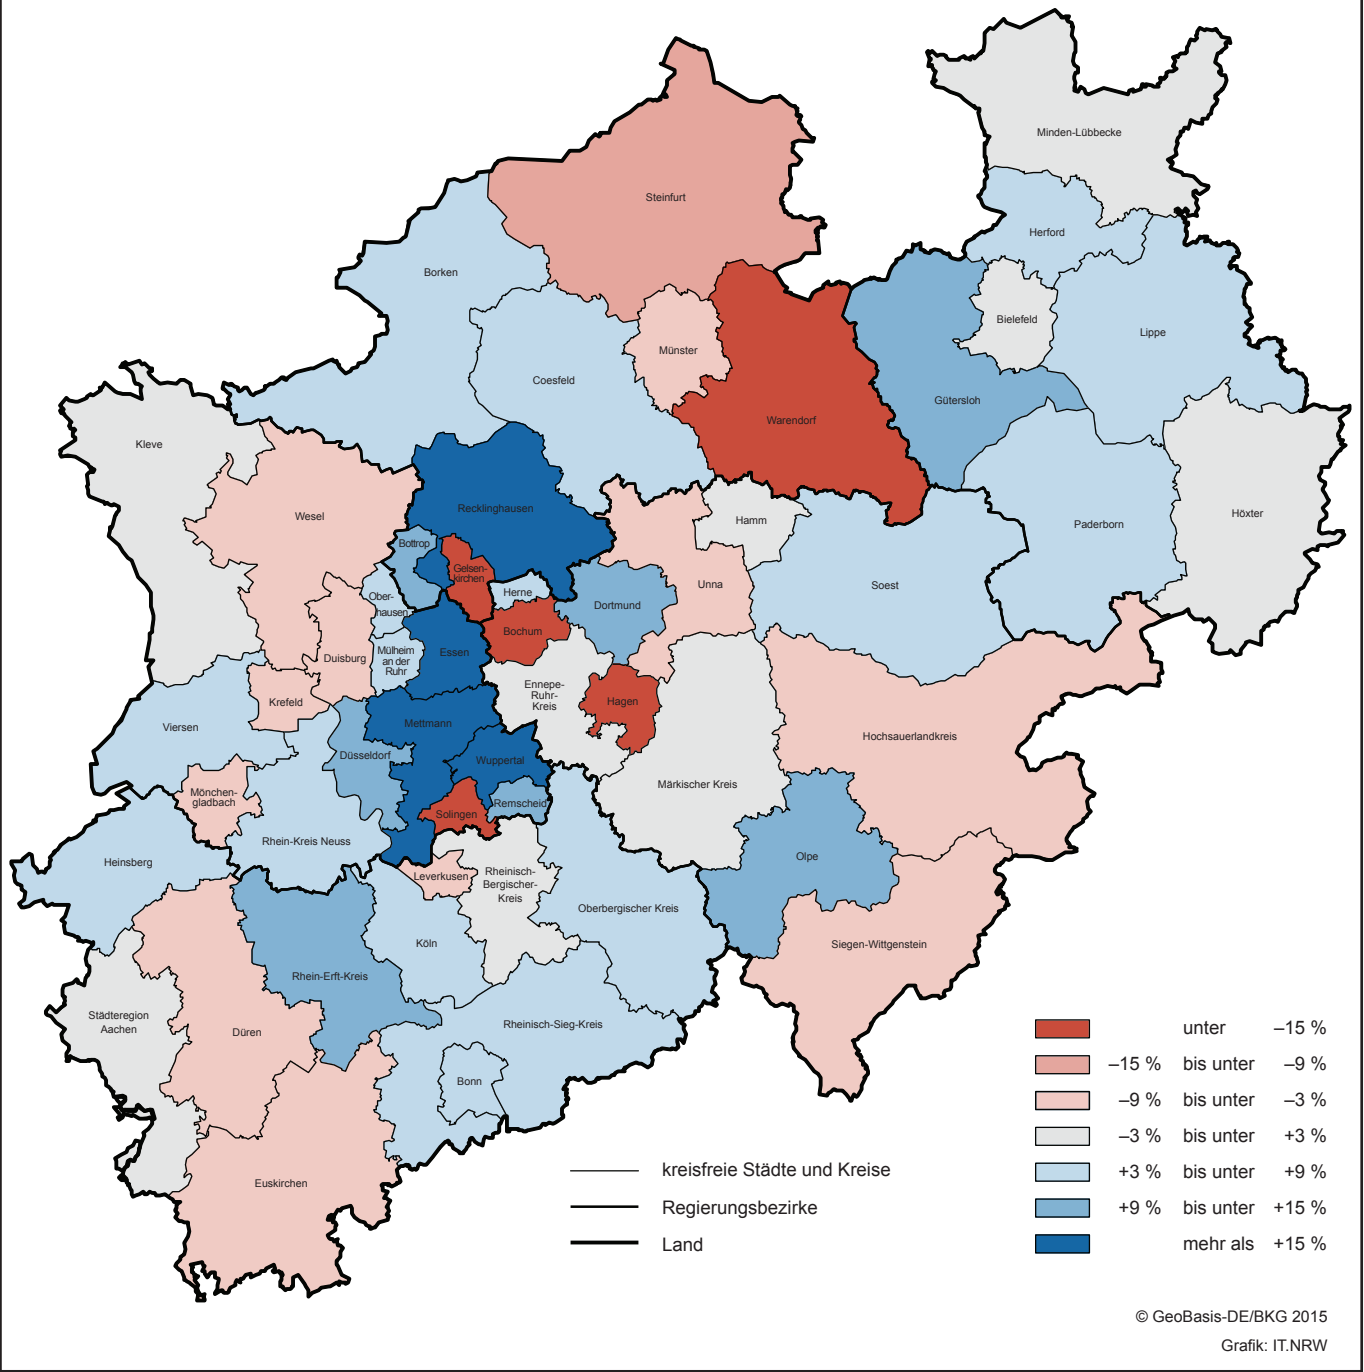 Minden-Lübbecke
Steinfurt
Herford
Borken
Bielefeld
Lippe
Münster
Coesfeld
Gütersloh
Warendorf
Kleve
Recklinghausen
Wesel
Hamm
Höxter
Paderborn
Bottrop
Gelsen-
kirchen
Unna
Soest
Herne
Ober-
hausen
Dortmund
Bochum
Essen
Mülheim
an der
Ruhr
Duisburg
Ennepe-
Ruhr-
Kreis
Krefeld
Hagen
Viersen
Mettmann
Hochsauerlandkreis
Düsseldorf
Wuppertal
Märkischer Kreis
Mönchen-
gladbach
Remscheid
Solingen
Rhein-Kreis Neuss
Heinsberg
Olpe
Leverkusen
Rheinisch-
Bergischer-
Kreis
Oberbergischer Kreis
Köln
Siegen-Wittgenstein
Rhein-Erft-Kreis
Städteregion
Aachen
Düren
Rheinisch-Sieg-Kreis
Bonn
Euskirchen
unter –15 %
–15 % bis unter –9 %
–9 % bis unter –3 %
–3 % bis unter +3 %
+3 % bis unter +9 %
+9 % bis unter +15 %
mehr als +15 %
kreisfreie Städte und Kreise
Regierungsbezirke
Land
© GeoBasis-DE/BKG 2015
Grafik: IT.NRW